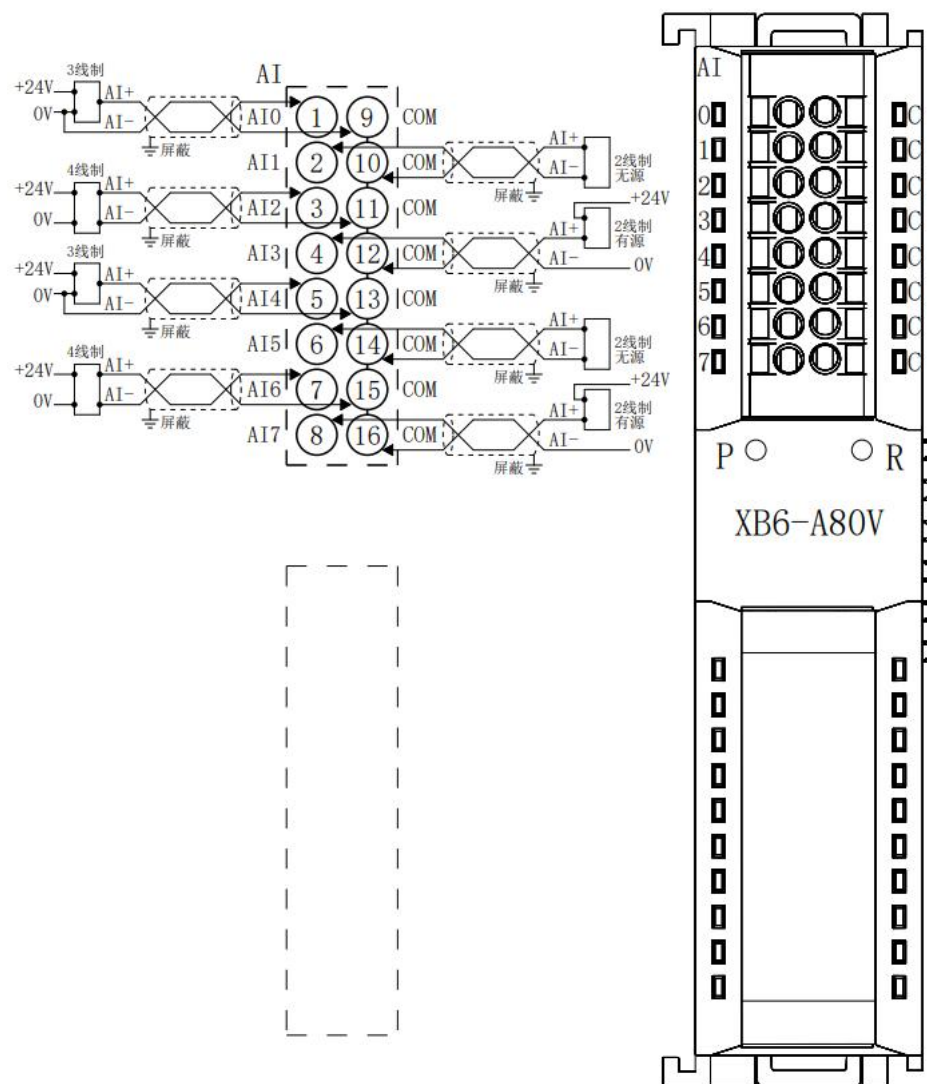 AI
3线制
+24V
0V
AI+
AI-
屏蔽
AI0
1
9
COM
AI1
2
10
COM
AI+
AI-
2线制
无源
屏蔽
4线制
+24V
0V
AI+
AI-
屏蔽
AI2
3
11
COM
AI3
4
12
COM
+24V
AI+
AI-
2线制
有源
0V
屏蔽
3线制
+24V
0V
AI+
AI-
屏蔽
AI4
5
13
COM
AI5
6
14
COM
AI+
AI-
2线制
无源
屏蔽
4线制
+24V
0V
AI+
AI-
屏蔽
AI6
7
15
COM
AI7
8
16
COM
+24V
AI+
AI-
2线制
有源
0V
屏蔽
AI
0 C
1 C
2 C
3 C
4 C
5 C
6 C
7 C
P R
XB6-A80V